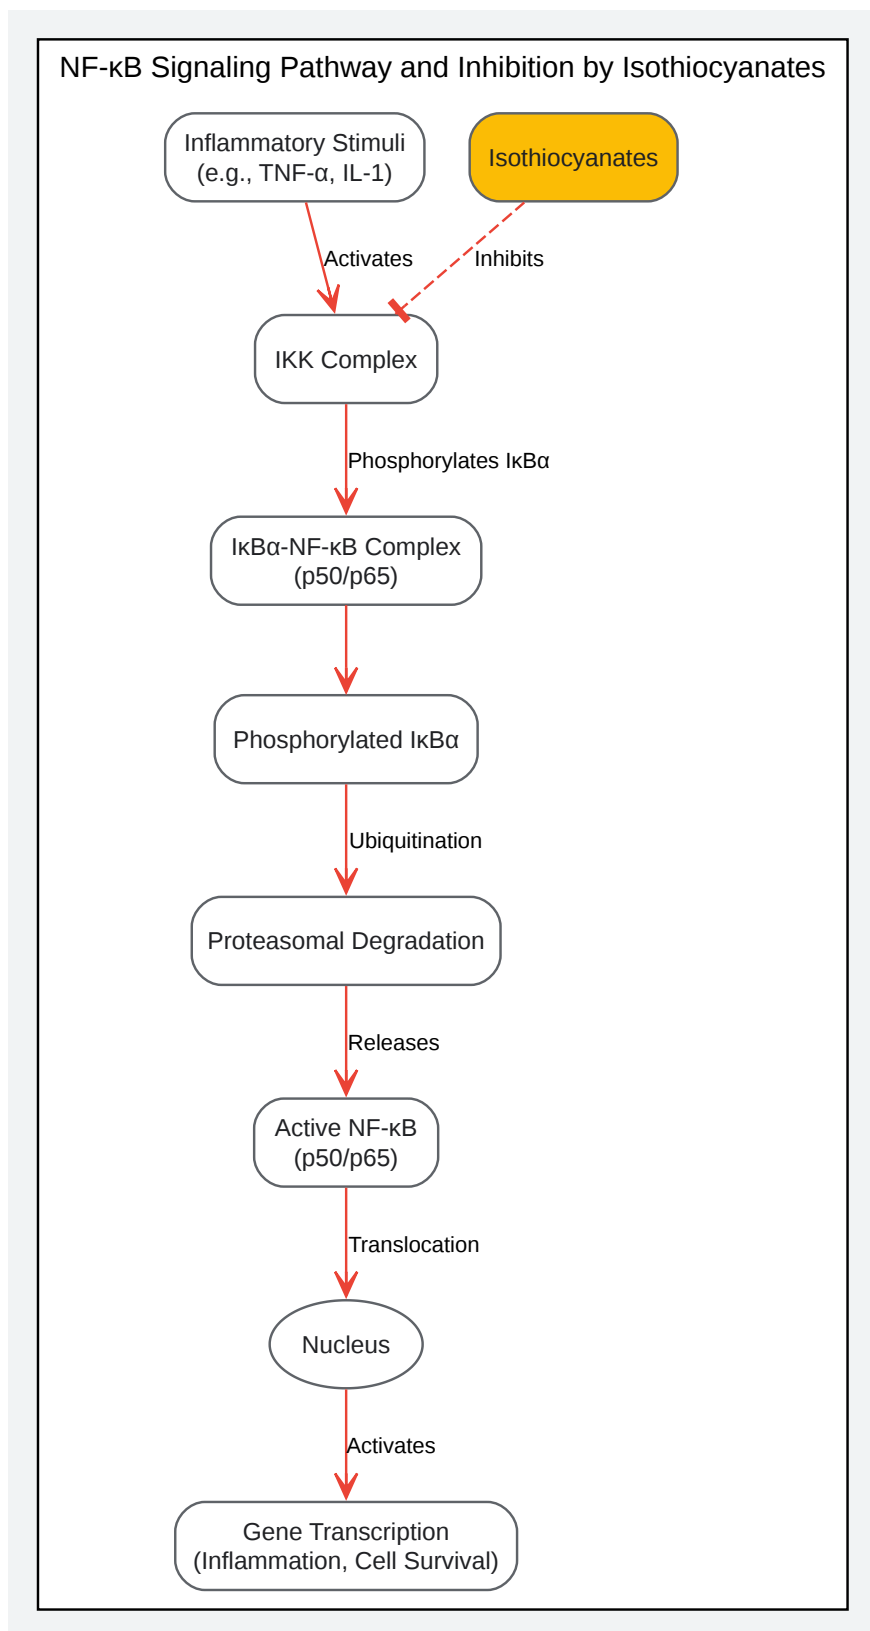 NF-κB Signaling Pathway and Inhibition by Isothiocyanates
Inflammatory Stimuli
(e.g., TNF-α, IL-1)
Isothiocyanates
Activates
Inhibits
IKK Complex
Phosphorylates IκBα
IκBα-NF-κB Complex
(p50/p65)
Phosphorylated IκBα
Ubiquitination
Proteasomal Degradation
Releases
Active NF-κB
(p50/p65)
Translocation
Nucleus
Activates
Gene Transcription
(Inflammation, Cell Survival)